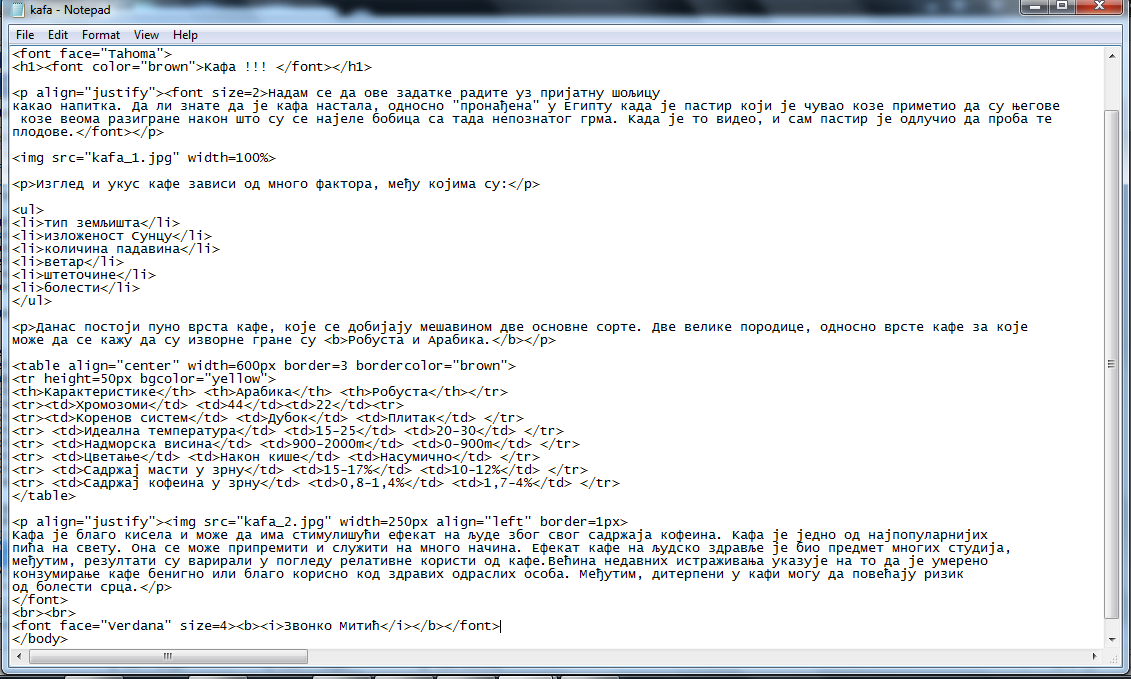 kafa - Notepad
File Edit Format View Help
<font face="Tahoma">
<h1><font color="brown">Кафа !!! </font></h1>
<p align="justify"><font size=2>Надам се да ове задатке радите уз пријатну шољицу
какао напитка. Да ли знате да је кафа настала, односно "пронађена" у Египту када је пастир који је чувао козе приметио да су његове
козе веома разигране након што су се најеле бобица са тада непознатог грма. Када је то видео, и сам пастир је одлучио да проба те
плодове.</font></p>
<img src="kafa_1.jpg" width=100%>
<p>Изглед и укус кафе зависи од много фактора, међу којима су:</p>
<ul>
<li>тип земљишта</li>
<li>изложеност Сунцу</li>
<li>количина падавина</li>
<li>ветар</li>
<li>штеточине</li>
<li>болести</li>
</ul>
<p>Данас постоји пуно врста кафе, које се добијају мешавином две основне сорте. Две велике породице, односно врсте кафе за које
може да се кажу да су изворне гране су <b>Робуста и Арабика.</b></p>
<table align="center" width=600px border=3 bordercolor="brown">
<tr height=50px bgcolor="yellow">
<th>Карактеристике</th> <th>Арабика</th> <th>Робуста</th></tr>
<tr><td>Хромозоми</td> <td>44</td><td>22</td><tr>
<tr><td>Коренов систем</td> <td>Дубок</td> <td>Плитак</td> </tr>
<tr> <td>Идеална температура</td> <td>15-25</td> <td>20-30</td> </tr>
<tr> <td>Надморска висина</td> <td>900-2000m</td> <td>0-900m</td> </tr>
<tr> <td>Цветање</td> <td>Након кише</td> <td>Насумично</td> </tr>
<tr> <td>Садржај масти у зрну</td> <td>15-17%</td> <td>10-12%</td> </tr>
<tr> <td>Садржај кофеина у зрну</td> <td>0,8-1,4%</td> <td>1,7-4%</td> </tr>
</table>
<p align="justify"><img src="kafa_2.jpg" width=250px align="left" border=1px>
Кафа је благо кисела и може да има стимулишући ефекат на људе због свог садржаја кофеина. Кафа је једно од најпопуларнијих
пића на свету. Она се може припремити и служити на много начина. Ефекат кафе на људско здравље је био предмет многих студија,
међутим, резултати су варирали у погледу релативне користи од кафе.Већина недавних истраживања указује на то да је умерено
конзумирање кафе бенигно или благо корисно код здравих одраслих особа. Међутим, дитерпени у кафи могу да повећају ризик
од болести срца.</p>
</font>
<br><br>
<font face="Verdana" size=4><b><i>Звонко Митић</i></b></font>
</body>